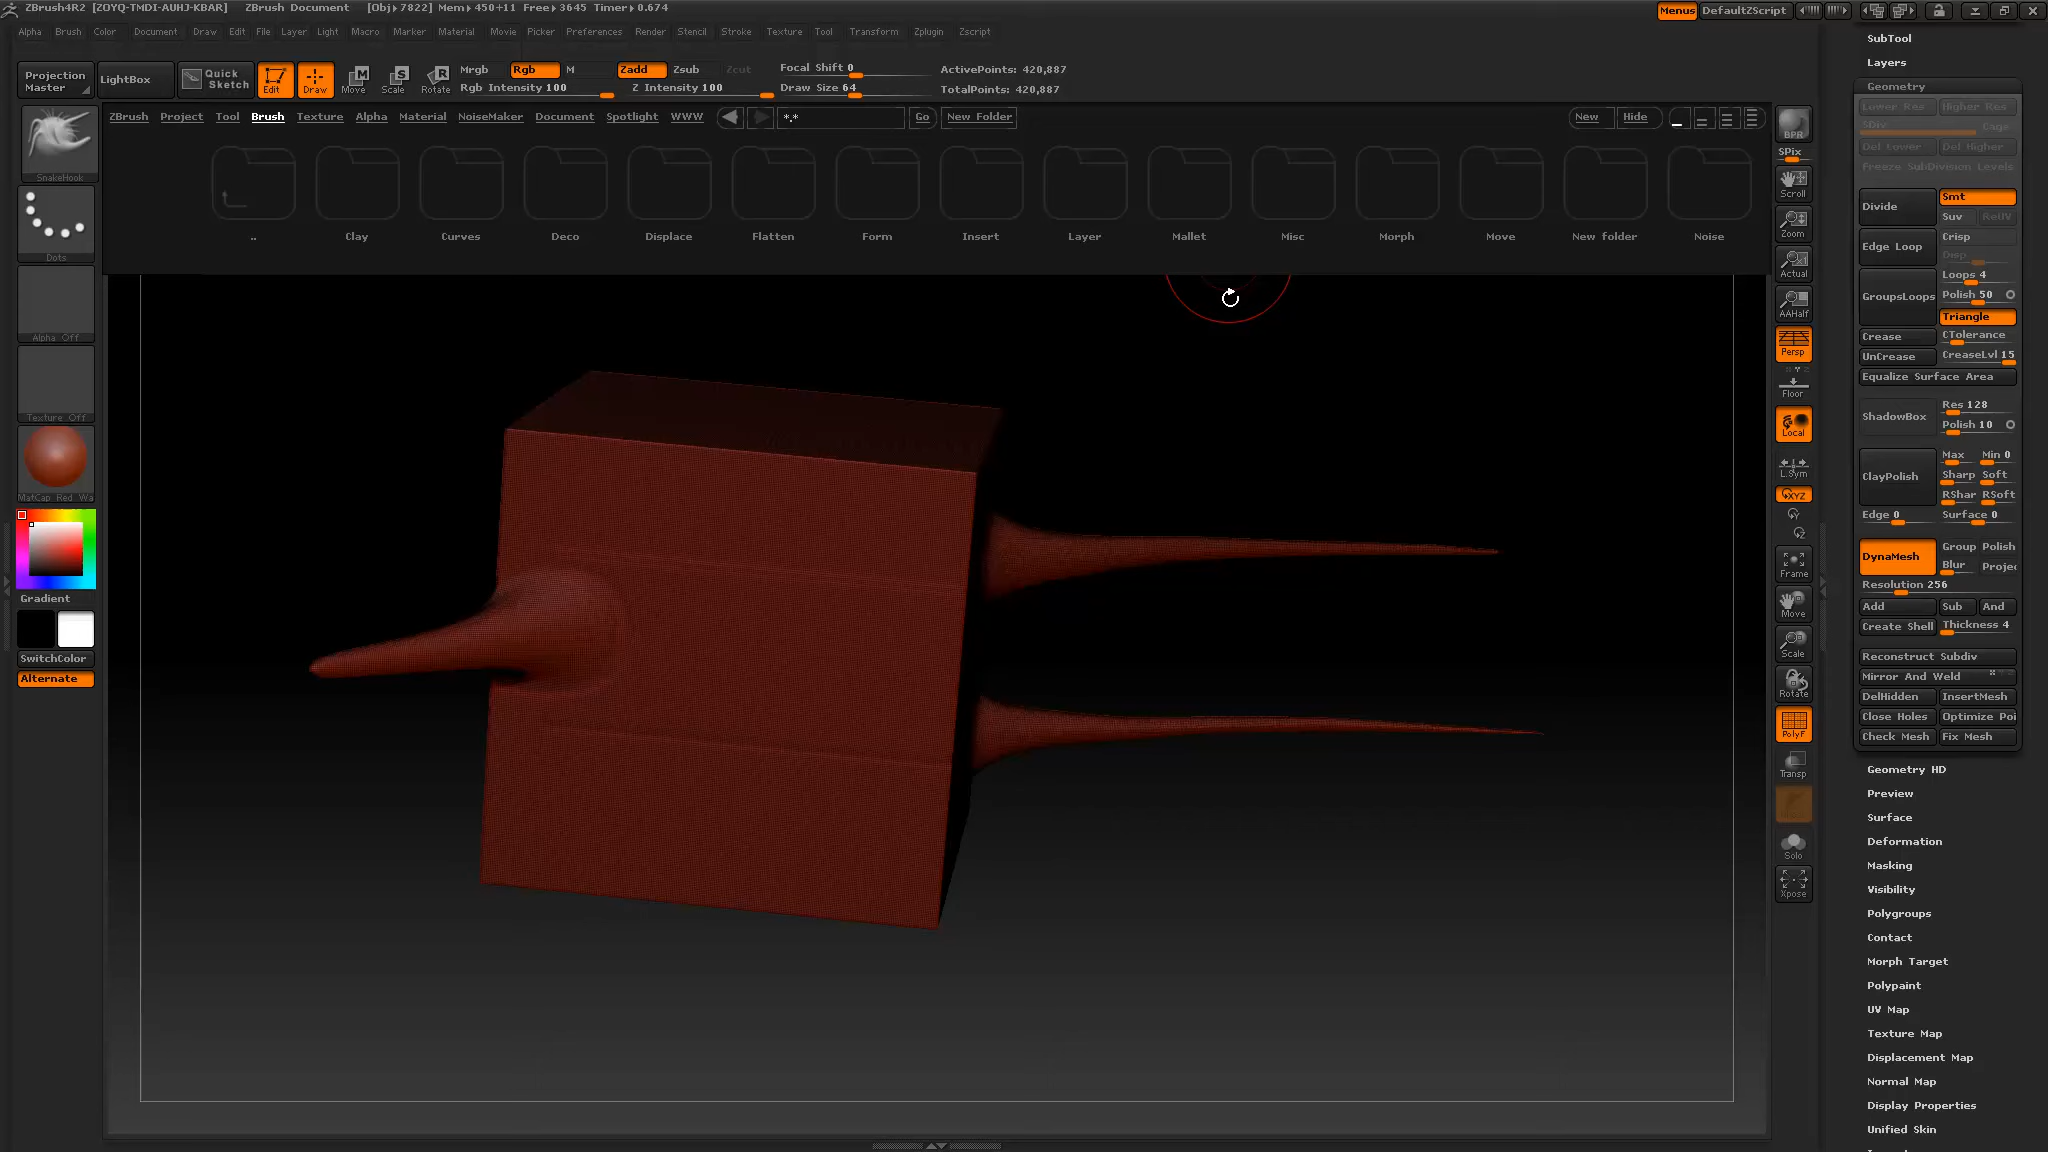 ZBrush4R2 [ZOYQ-TMDI-AUHJ-KBAR] ZBrush Document [Obj▸7822] Mem▸450+11 Free▸3645 Timer▸0.674 Menus DefaultZScript
Alpha Brush Color Document Draw Edit File Layer Light Macro Marker Material Movie Picker Preferences Render Stencil Stroke Texture Tool Transform Zplugin Zscript
Projection Master LightBox Quick Sketch Edit Draw Move Scale Rotate
Mrgb Rgb M Zadd Zsub Zcut Focal Shift 0 ActivePoints: 420,887
Rgb Intensity 100 Z Intensity 100 Draw Size 64 TotalPoints: 420,887
ZBrush Project Tool Brush Texture Alpha Material NoiseMaker Document Spotlight WWW *.* Go New Folder New Hide
.. Clay Curves Deco Displace Flatten Form Insert Layer Mallet Misc Morph Move New folder Noise
SnakeHook
Dots
Alpha Off
Texture Off
MatCap Red Wa
Gradient
SwitchColor
Alternate
BPR
SPix
Scroll
Zoom
Actual
AAHalf
Persp
Floor
Local
L.Sym
XYZ
Frame
Move
Scale
Rotate
PolyF
Transp
Solo
Xpose
SubTool
Layers
Geometry
Lower Res Higher Res
SDiv Cage
Del Lower Del Higher
Freeze SubDivision Levels
Divide Smt
Suv ReUV
Edge Loop Crisp
Disp
GroupsLoops Loops 4
Polish 50
Triangle
Crease CTolerance
UnCrease CreaseLvl 15
Equalize Surface Area
ShadowBox Res 128
Polish 10
ClayPolish Max Min 0
Sharp Soft
RShar RSoft
Edge 0 Surface 0
DynaMesh Group Polish
Blur Projec
Resolution 256
Add Sub And
Create Shell Thickness 4
Reconstruct Subdiv
Mirror And Weld
DelHidden InsertMesh
Close Holes Optimize Poi
Check Mesh Fix Mesh
Geometry HD
Preview
Surface
Deformation
Masking
Visibility
Polygroups
Contact
Morph Target
Polypaint
UV Map
Texture Map
Displacement Map
Normal Map
Display Properties
Unified Skin